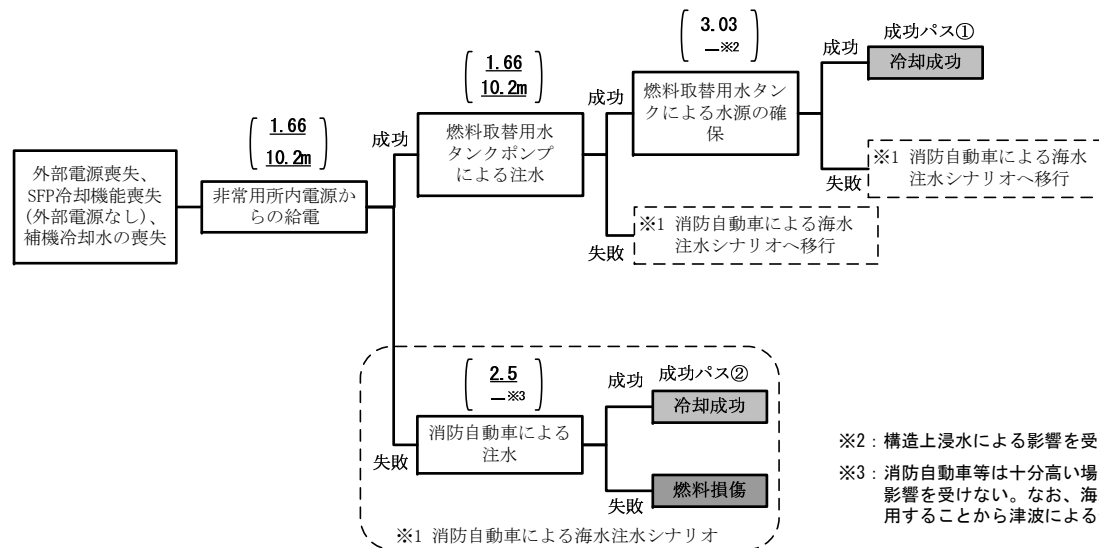 外部電源喪失、
SFP冷却機能喪失
(外部電源なし)、
補機冷却水の喪失
1.66
10.2m
非常用所内電源か
らの給電
成功
失敗
1.66
10.2m
燃料取替用水
タンクポンプ
による注水
成功
失敗
※1 消防自動車による海水
注水シナリオへ移行
3.03
―※2
燃料取替用水タン
クによる水源の確
保
成功
成功パス①
冷却成功
失敗
※1 消防自動車による海水
注水シナリオへ移行
2.5
―※3
消防自動車による
注水
成功
成功パス②
冷却成功
失敗
燃料損傷
※1 消防自動車による海水注水シナリオ
※2：構造上浸水による影響を受
※3：消防自動車等は十分高い場
影響を受けない。なお、海
用することから津波による